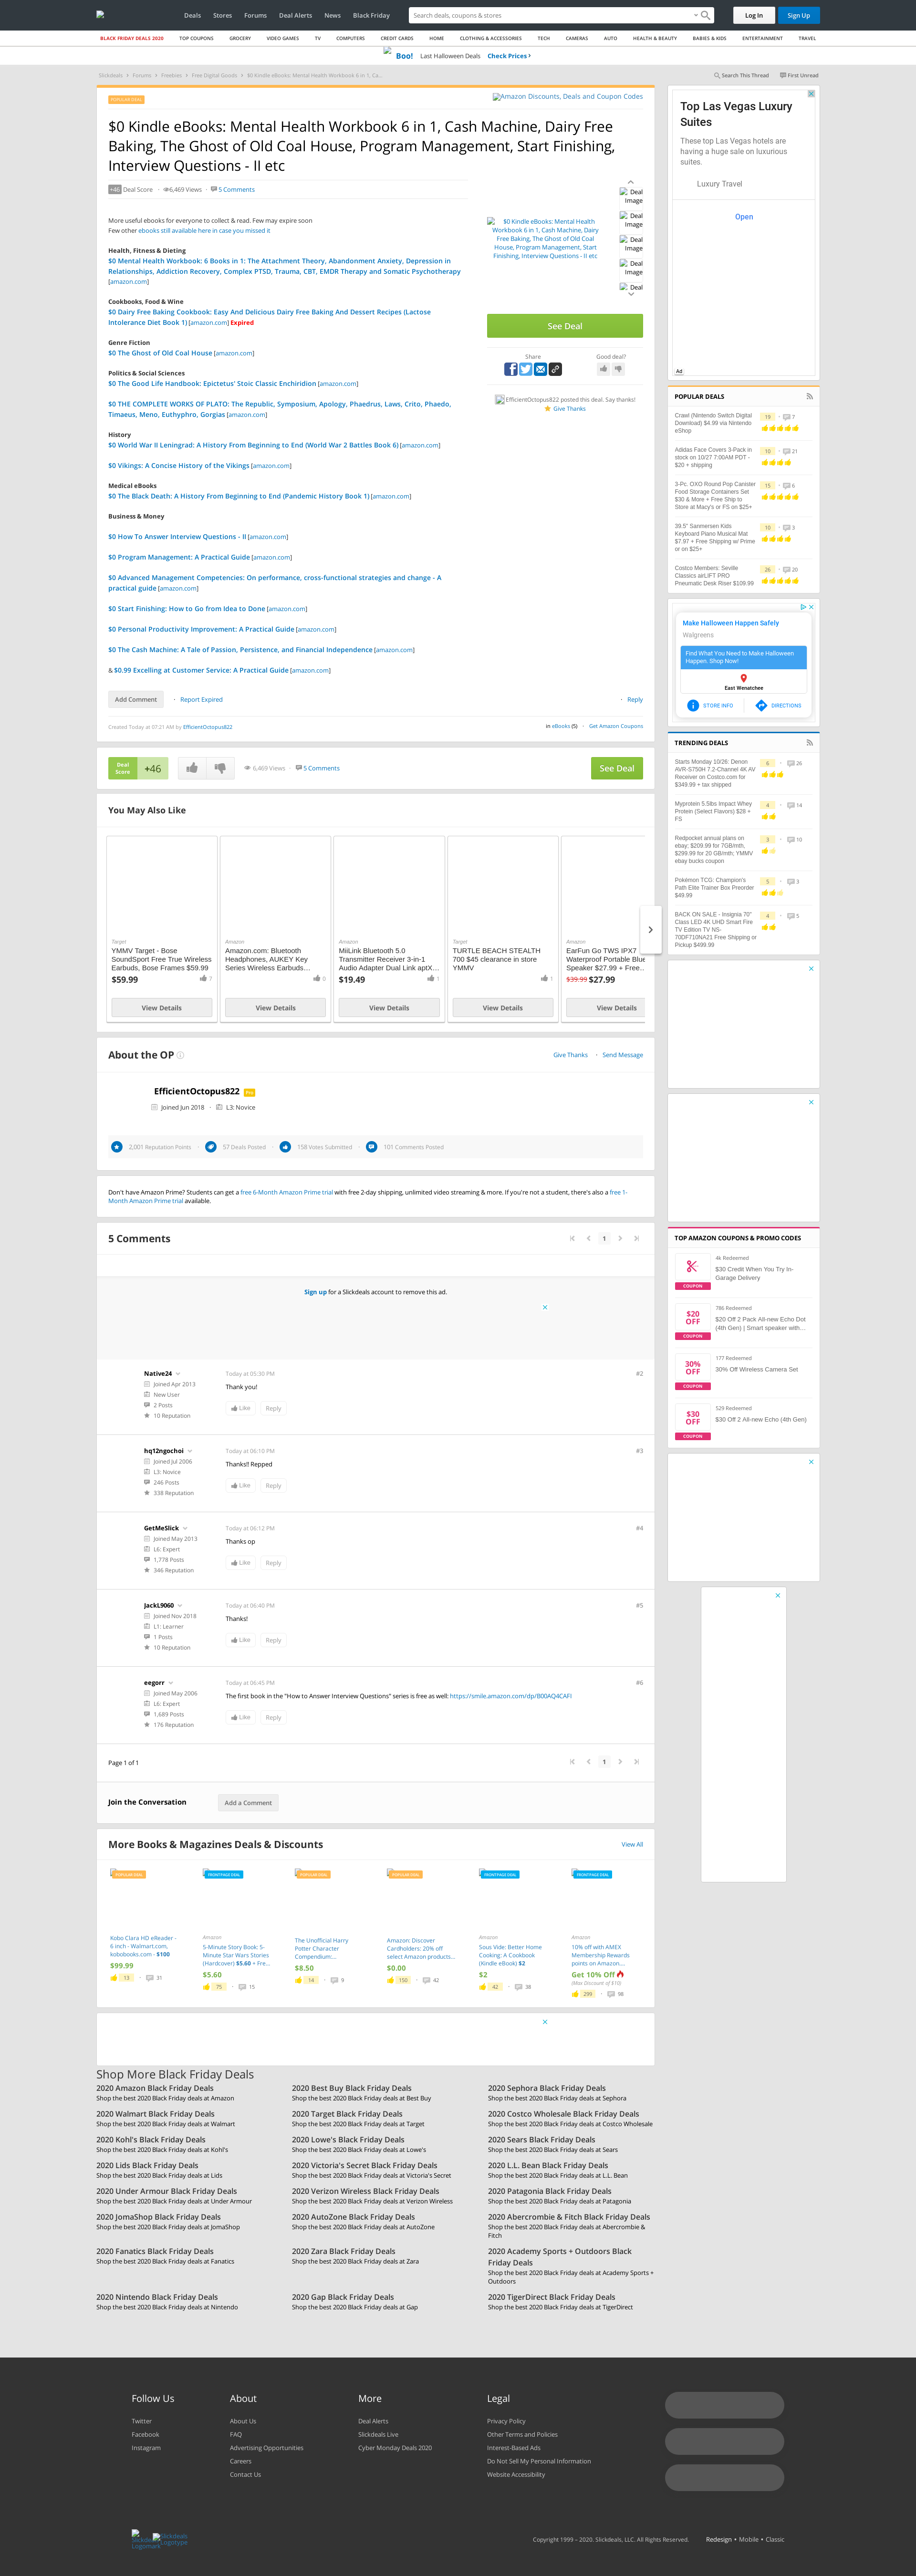 Deals Stores Forums Deal Alerts News Black Friday
Search deals, coupons & stores
Log In Sign Up
BLACK FRIDAY DEALS 2020 TOP COUPONS GROCERY VIDEO GAMES TV COMPUTERS CREDIT CARDS HOME CLOTHING & ACCESSORIES TECH CAMERAS AUTO HEALTH & BEAUTY BABIES & KIDS ENTERTAINMENT TRAVEL
Boo! Last Halloween Deals Check Prices
Slickdeals Forums Freebies Free Digital Goods $0 Kindle eBooks: Mental Health Workbook 6 in 1, Ca...
Search This Thread First Unread
POPULAR DEAL
Amazon Discounts, Deals and Coupon Codes
$0 Kindle eBooks: Mental Health Workbook 6 in 1, Cash Machine, Dairy Free
Baking, The Ghost of Old Coal House, Program Management, Start Finishing,
Interview Questions - II etc
+46 Deal Score 6,469 Views 5 Comments
More useful ebooks for everyone to collect & read. Few may expire soon
Few other ebooks still available here in case you missed it
Health, Fitness & Dieting
$0 Mental Health Workbook: 6 Books in 1: The Attachment Theory, Abandonment Anxiety, Depression in
Relationships, Addiction Recovery, Complex PTSD, Trauma, CBT, EMDR Therapy and Somatic Psychotherapy
[amazon.com]
Cookbooks, Food & Wine
$0 Dairy Free Baking Cookbook: Easy And Delicious Dairy Free Baking And Dessert Recipes (Lactose
Intolerance Diet Book 1) [amazon.com] Expired
Genre Fiction
$0 The Ghost of Old Coal House [amazon.com]
Politics & Social Sciences
$0 The Good Life Handbook: Epictetus' Stoic Classic Enchiridion [amazon.com]
$0 THE COMPLETE WORKS OF PLATO: The Republic, Symposium, Apology, Phaedrus, Laws, Crito, Phaedo,
Timaeus, Meno, Euthyphro, Gorgias [amazon.com]
History
$0 World War II Leningrad: A History From Beginning to End (World War 2 Battles Book 6) [amazon.com]
$0 Vikings: A Concise History of the Vikings [amazon.com]
Medical eBooks
$0 The Black Death: A History From Beginning to End (Pandemic History Book 1) [amazon.com]
Business & Money
$0 How To Answer Interview Questions - II [amazon.com]
$0 Program Management: A Practical Guide [amazon.com]
$0 Advanced Management Competencies: On performance, cross-functional strategies and change - A
practical guide [amazon.com]
$0 Start Finishing: How to Go from Idea to Done [amazon.com]
$0 Personal Productivity Improvement: A Practical Guide [amazon.com]
$0 The Cash Machine: A Tale of Passion, Persistence, and Financial Independence [amazon.com]
& $0.99 Excelling at Customer Service: A Practical Guide [amazon.com]
Add Comment Report Expired Reply
Created Today at 07:21 AM by EfficientOctopus822
in eBooks (5) Get Amazon Coupons
$0 Kindle eBooks: Mental Health
Workbook 6 in 1, Cash Machine, Dairy
Free Baking, The Ghost of Old Coal
House, Program Management, Start
Finishing, Interview Questions - II etc
Deal
Image
Deal
Image
Deal
Image
Deal
Image
Deal
See Deal
Share Good deal?
EfficientOctopus822 posted this deal. Say thanks!
Give Thanks
Deal
Score
+46
6,469 Views 5 Comments
See Deal
You May Also Like
Target
YMMV Target - Bose
SoundSport Free True Wireless
Earbuds, Bose Frames $59.99
$59.99 7
View Details
Amazon
Amazon.com: Bluetooth
Headphones, AUKEY Key
Series Wireless Earbuds...
0
View Details
Amazon
MiiLink Bluetooth 5.0
Transmitter Receiver 3-in-1
Audio Adapter Dual Link aptX...
$19.49 1
View Details
Target
TURTLE BEACH STEALTH
700 $45 clearance in store
YMMV
1
View Details
Amazon
EarFun Go TWS IPX7
Waterproof Portable Blue
Speaker $27.99 + Free...
$39.99 $27.99
View Details
About the OP
Give Thanks Send Message
EfficientOctopus822 Pro
Joined Jun 2018 L3: Novice
2,001 Reputation Points 57 Deals Posted 158 Votes Submitted 101 Comments Posted
Don't have Amazon Prime? Students can get a free 6-Month Amazon Prime trial with free 2-day shipping, unlimited video streaming & more. If you're not a student, there's also a free 1-
Month Amazon Prime trial available.
5 Comments
1
Sign up for a Slickdeals account to remove this ad.
Native24
Joined Apr 2013
New User
2 Posts
10 Reputation
Today at 05:30 PM
#2
Thank you!
Like Reply
hq12ngochoi
Joined Jul 2006
L3: Novice
246 Posts
338 Reputation
Today at 06:10 PM
#3
Thanks!! Repped
Like Reply
GetMeSlick
Joined May 2013
L6: Expert
1,778 Posts
346 Reputation
Today at 06:12 PM
#4
Thanks op
Like Reply
JackL9060
Joined Nov 2018
L1: Learner
1 Posts
10 Reputation
Today at 06:40 PM
#5
Thanks!
Like Reply
eegorr
Joined May 2006
L6: Expert
1,689 Posts
176 Reputation
Today at 06:45 PM
#6
The first book in the "How to Answer Interview Questions" series is free as well: https://smile.amazon.com/dp/B00AQ4CAFI
Like Reply
Page 1 of 1
1
Join the Conversation
Add a Comment
More Books & Magazines Deals & Discounts
View All
POPULAR DEAL
Kobo Clara HD eReader -
6 inch - Walmart.com,
kobobooks.com - $100
$99.99
13 31
FRONTPAGE DEAL
Amazon
5-Minute Story Book: 5-
Minute Star Wars Stories
(Hardcover) $5.60 + Fre...
$5.60
75 15
POPULAR DEAL
The Unofficial Harry
Potter Character
Compendium:...
$8.50
14 9
POPULAR DEAL
Amazon: Discover
Cardholders: 20% off
select Amazon products...
$0.00
150 42
FRONTPAGE DEAL
Amazon
Sous Vide: Better Home
Cooking: A Cookbook
(Kindle eBook) $2
$2
42 38
FRONTPAGE DEAL
Amazon
10% off with AMEX
Membership Rewards
points on Amazon....
Get 10% Off
(Max Discount of $10)
299 98
Shop More Black Friday Deals
2020 Amazon Black Friday Deals
Shop the best 2020 Black Friday deals at Amazon
2020 Best Buy Black Friday Deals
Shop the best 2020 Black Friday deals at Best Buy
2020 Sephora Black Friday Deals
Shop the best 2020 Black Friday deals at Sephora
2020 Walmart Black Friday Deals
Shop the best 2020 Black Friday deals at Walmart
2020 Target Black Friday Deals
Shop the best 2020 Black Friday deals at Target
2020 Costco Wholesale Black Friday Deals
Shop the best 2020 Black Friday deals at Costco Wholesale
2020 Kohl's Black Friday Deals
Shop the best 2020 Black Friday deals at Kohl's
2020 Lowe's Black Friday Deals
Shop the best 2020 Black Friday deals at Lowe's
2020 Sears Black Friday Deals
Shop the best 2020 Black Friday deals at Sears
2020 Lids Black Friday Deals
Shop the best 2020 Black Friday deals at Lids
2020 Victoria's Secret Black Friday Deals
Shop the best 2020 Black Friday deals at Victoria's Secret
2020 L.L. Bean Black Friday Deals
Shop the best 2020 Black Friday deals at L.L. Bean
2020 Under Armour Black Friday Deals
Shop the best 2020 Black Friday deals at Under Armour
2020 Verizon Wireless Black Friday Deals
Shop the best 2020 Black Friday deals at Verizon Wireless
2020 Patagonia Black Friday Deals
Shop the best 2020 Black Friday deals at Patagonia
2020 JomaShop Black Friday Deals
Shop the best 2020 Black Friday deals at JomaShop
2020 AutoZone Black Friday Deals
Shop the best 2020 Black Friday deals at AutoZone
2020 Abercrombie & Fitch Black Friday Deals
Shop the best 2020 Black Friday deals at Abercrombie &
Fitch
2020 Fanatics Black Friday Deals
Shop the best 2020 Black Friday deals at Fanatics
2020 Zara Black Friday Deals
Shop the best 2020 Black Friday deals at Zara
2020 Academy Sports + Outdoors Black
Friday Deals
Shop the best 2020 Black Friday deals at Academy Sports +
Outdoors
2020 Nintendo Black Friday Deals
Shop the best 2020 Black Friday deals at Nintendo
2020 Gap Black Friday Deals
Shop the best 2020 Black Friday deals at Gap
2020 TigerDirect Black Friday Deals
Shop the best 2020 Black Friday deals at TigerDirect
Top Las Vegas Luxury
Suites
These top Las Vegas hotels are
having a huge sale on luxurious
suites.
Luxury Travel
Open
Ad
POPULAR DEALS
Crawl (Nintendo Switch Digital
Download) $4.99 via Nintendo
eShop
19 7
Adidas Face Covers 3-Pack in
stock on 10/27 7:00AM PDT -
$20 + shipping
10 21
3-Pc. OXO Round Pop Canister
Food Storage Containers Set
$30 & More + Free Ship to
Store at Macy's or FS on $25+
15 6
39.5" Sanmersen Kids
Keyboard Piano Musical Mat
$7.97 + Free Shipping w/ Prime
or on $25+
10 3
Costco Members: Seville
Classics airLIFT PRO
Pneumatic Desk Riser $109.99
26 20
Make Halloween Happen Safely
Walgreens
Find What You Need to Make Halloween
Happen. Shop Now!
East Wenatchee
STORE INFO DIRECTIONS
TRENDING DEALS
Starts Monday 10/26: Denon
AVR-S750H 7.2-Channel 4K AV
Receiver on Costco.com for
$349.99 + tax shipped
6 26
Myprotein 5.5lbs Impact Whey
Protein (Select Flavors) $28 +
FS
4 14
Redpocket annual plans on
ebay; $209.99 for 7GB/mth,
$299.99 for 20 GB/mth; YMMV
ebay bucks coupon
3 10
Pokémon TCG: Champion's
Path Elite Trainer Box Preorder
$49.99
5 3
BACK ON SALE - Insignia 70"
Class LED 4K UHD Smart Fire
TV Edition TV NS-
70DF710NA21 Free Shipping or
Pickup $499.99
4 5
TOP AMAZON COUPONS & PROMO CODES
COUPON
4k Redeemed
$30 Credit When You Try In-
Garage Delivery
$20
OFF
COUPON
786 Redeemed
$20 Off 2 Pack All-new Echo Dot
(4th Gen) | Smart speaker with...
30%
OFF
COUPON
177 Redeemed
30% Off Wireless Camera Set
$30
OFF
COUPON
529 Redeemed
$30 Off 2 All-new Echo (4th Gen)
Follow Us
Twitter
Facebook
Instagram
About
About Us
FAQ
Advertising Opportunities
Careers
Contact Us
More
Deal Alerts
Slickdeals Live
Cyber Monday Deals 2020
Legal
Privacy Policy
Other Terms and Policies
Interest-Based Ads
Do Not Sell My Personal Information
Website Accessibility
Slickdeals
Logotype
Copyright 1999 – 2020. Slickdeals, LLC. All Rights Reserved. Redesign • Mobile • Classic